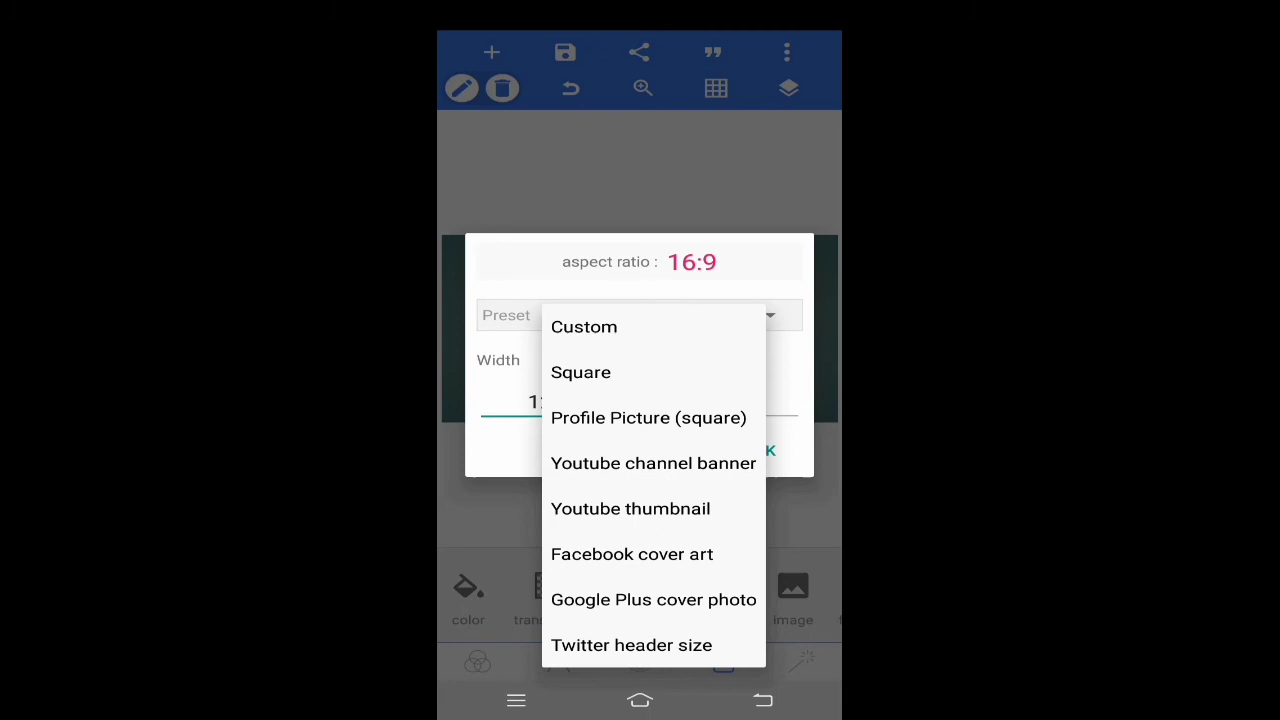 aspect ratio : 16:9
Preset
Custom
Square
Width
Profile Picture (square)
Youtube channel banner
Youtube thumbnail
Facebook cover art
color
image
Google Plus cover photo
Twitter header size